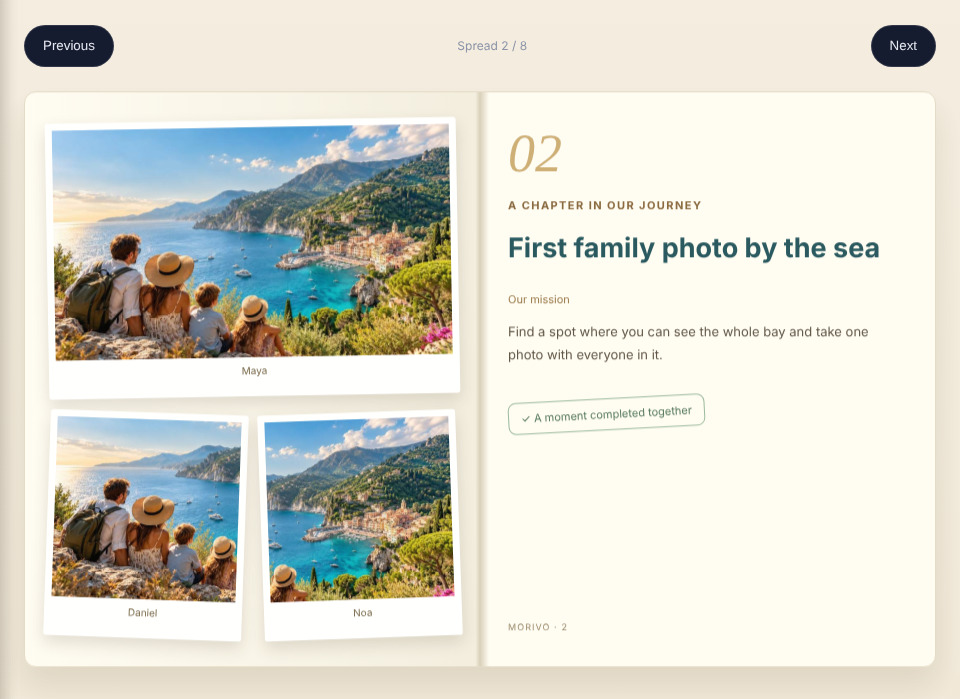 Previous
Spread 2 / 8
Next
Maya
Daniel
Noa
02
A CHAPTER IN OUR JOURNEY
First family photo by the sea
Our mission
Find a spot where you can see the whole bay and take one
photo with everyone in it.
✓ A moment completed together
MORIVO · 2